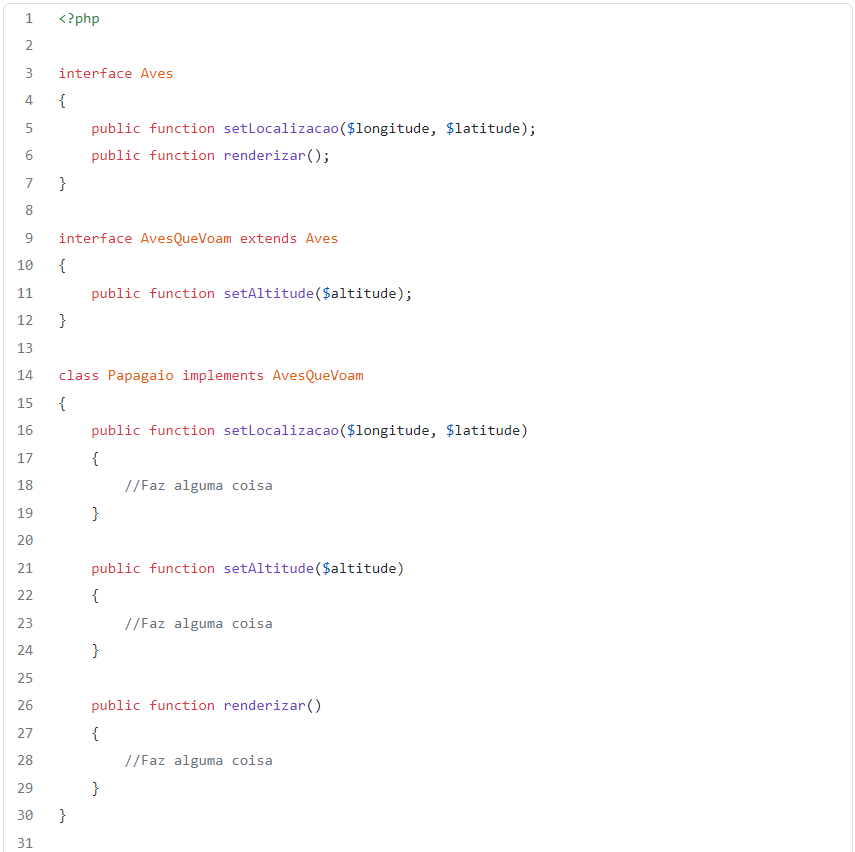 1 <?php
2
3 interface Aves
4 {
5     public function setLocalizacao($longitude, $latitude);
6     public function renderizar();
7 }
8
9 interface AvesQueVoam extends Aves
10 {
11     public function setAltitude($altitude);
12 }
13
14 class Papagaio implements AvesQueVoam
15 {
16     public function setLocalizacao($longitude, $latitude)
17     {
18         //Faz alguma coisa
19     }
20
21     public function setAltitude($altitude)
22     {
23         //Faz alguma coisa
24     }
25
26     public function renderizar()
27     {
28         //Faz alguma coisa
29     }
30 }
31